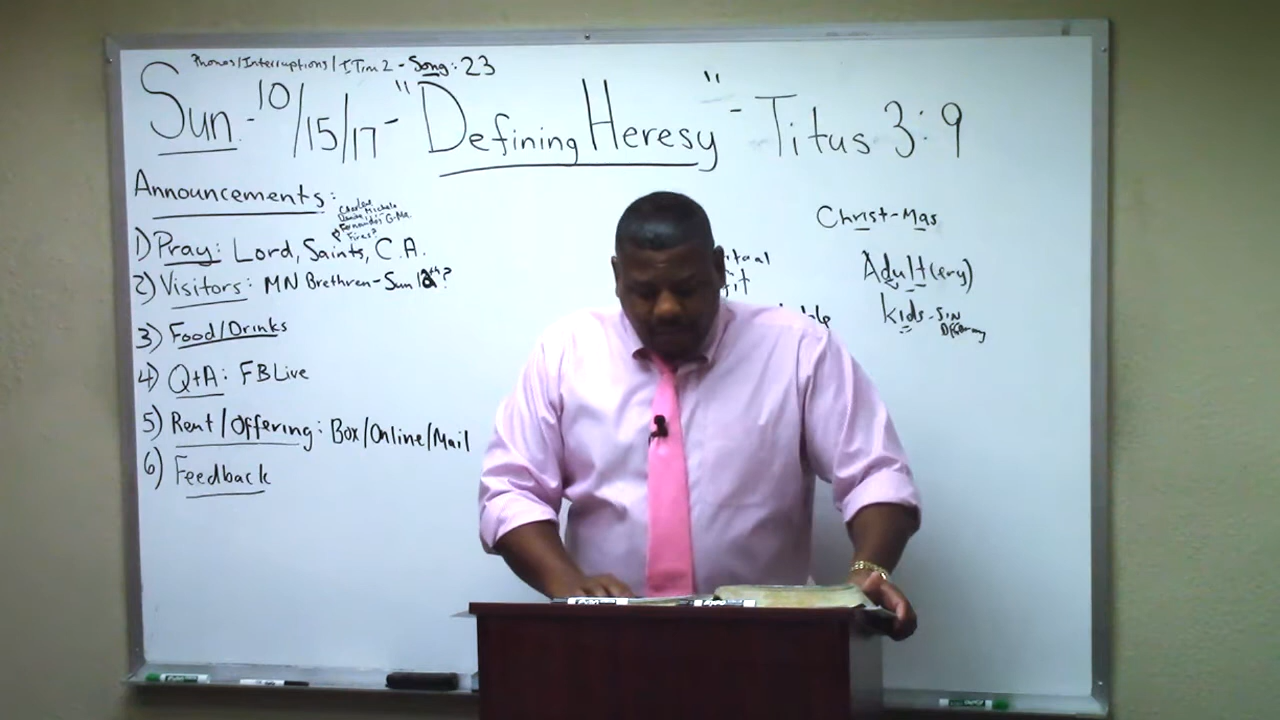 Phones/Interruptions/I Tim 2 - Song: 23
Sun - 10/15/17 - "Defining Heresy" - Titus 3:9
Announcements:
1) Pray: Lord, Saints, C.A.
2) Visitors: MN Brethren - Sun 12th?
3) Food/Drinks
4) Q+A: FBLive
5) Rent/Offering: Box/Online/Mail
6) Feedback
Christ-Mas
Adult(ery)
kids - Sin